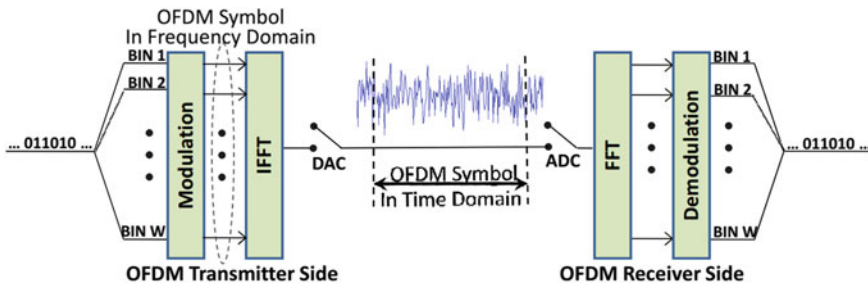 OFDM Symbol
In Frequency Domain
BIN 1
BIN 2
... 011010 ...
BIN W
Modulation
IFFT
DAC
OFDM Symbol
In Time Domain
ADC
FFT
Demodulation
BIN 1
BIN 2
... 011010 ...
BIN W
OFDM Transmitter Side
OFDM Receiver Side